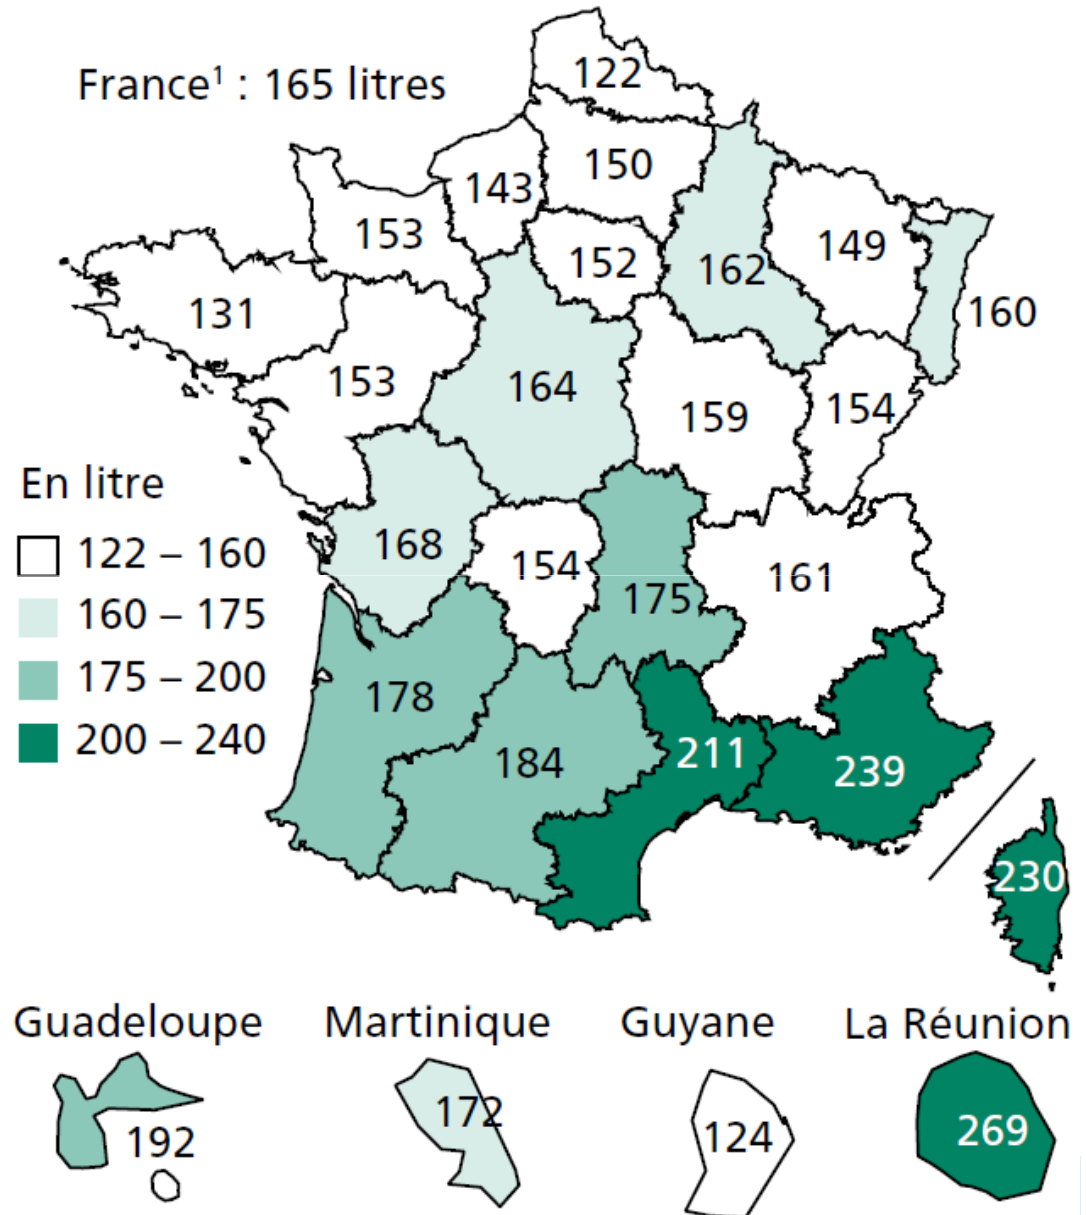 France¹ : 165 litres
122
150
143
153
152
162
149
160
131
153
164
159
154
En litre
122 – 160
160 – 175
175 – 200
200 – 240
168
154
175
161
178
184
211
239
230
Guadeloupe
Martinique
Guyane
La Réunion
192
172
124
269